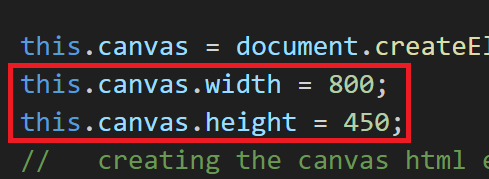 this.canvas = document.createEl
this.canvas.width = 800;
this.canvas.height = 450;
//   creating the canvas html e